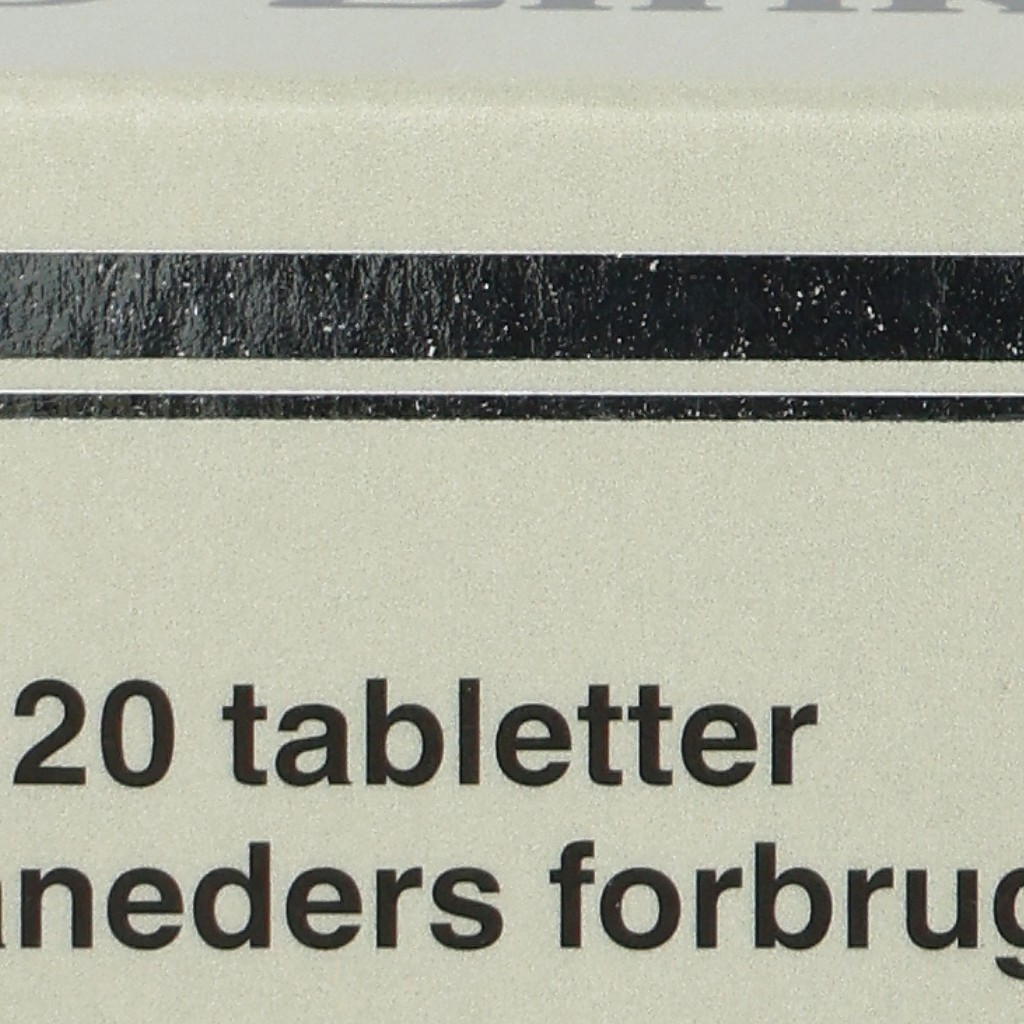 20 tabletter
neders forbrug